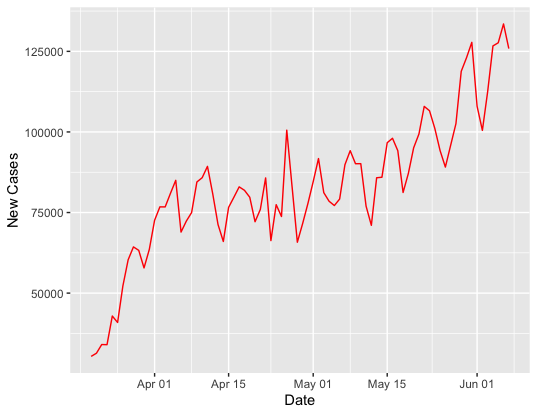 125000
100000
75000
50000
New Cases
Apr 01 Apr 15 May 01 May 15 Jun 01
Date